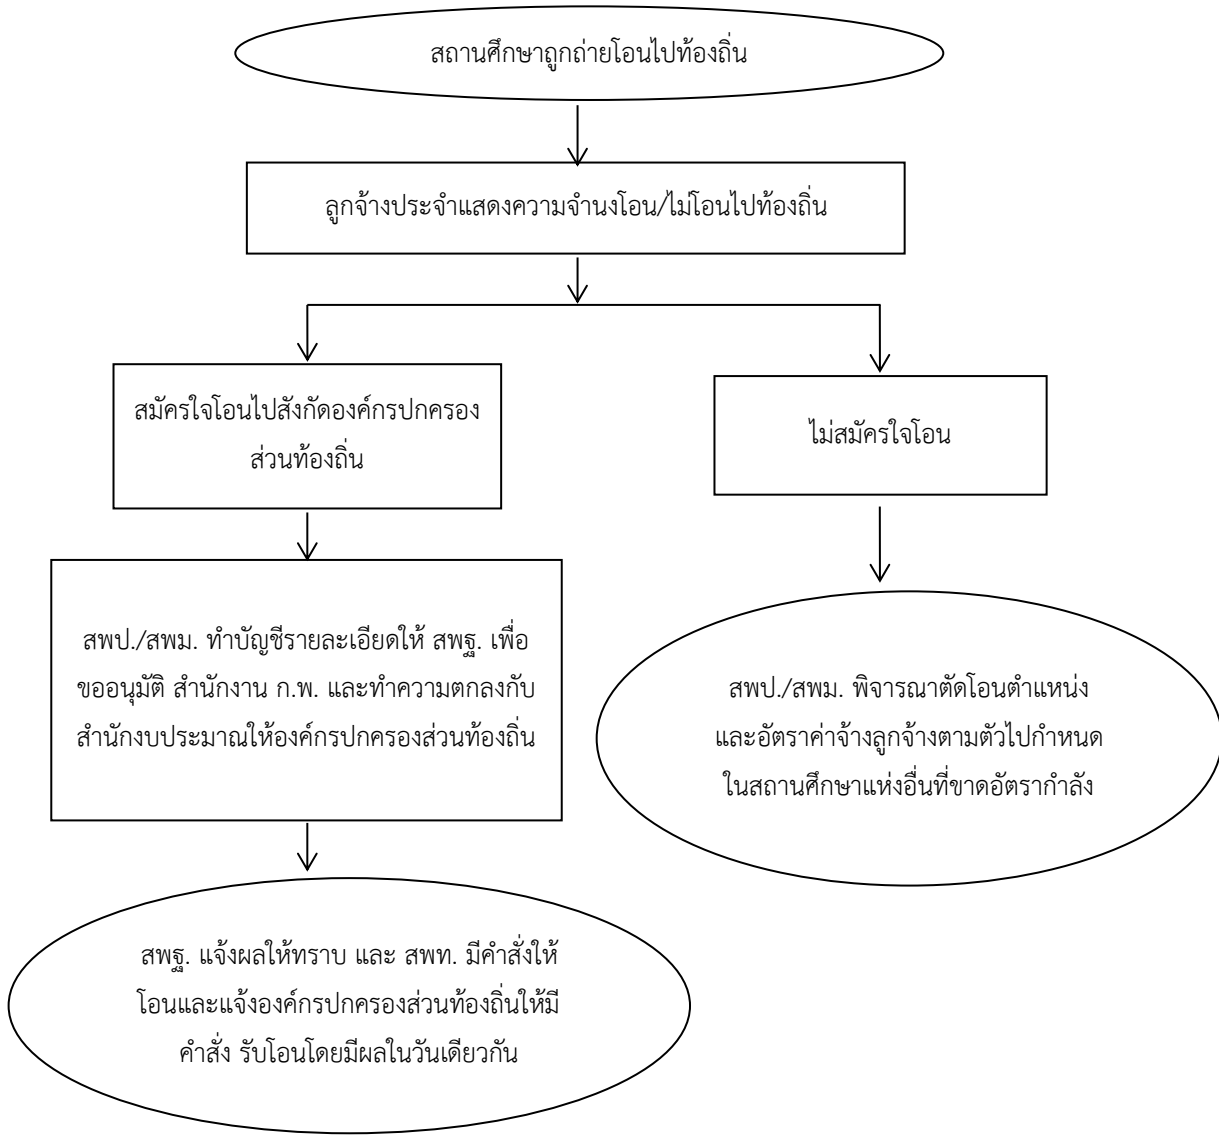 สถานศึกษาถูกถ่ายโอนไปท้องถิ่น
ลูกจ้างประจำแสดงความจำนงโอน/ไม่โอนไปท้องถิ่น
สมัครใจโอนไปสังกัดองค์กรปกครอง
ส่วนท้องถิ่น
ไม่สมัครใจโอน
สพป./สพม. ทำบัญชีรายละเอียดให้ สพฐ. เพื่อ
ขออนุมัติ สำนักงาน ก.พ. และทำความตกลงกับ
สำนักงบประมาณให้องค์กรปกครองส่วนท้องถิ่น
สพป./สพม. พิจารณาตัดโอนตำแหน่ง
และอัตราค่าจ้างลูกจ้างตามตัวไปกำหนด
ในสถานศึกษาแห่งอื่นที่ขาดอัตรากำลัง
สพฐ. แจ้งผลให้ทราบ และ สพท. มีคำสั่งให้
โอนและแจ้งองค์กรปกครองส่วนท้องถิ่นให้มี
คำสั่ง รับโอนโดยมีผลในวันเดียวกัน